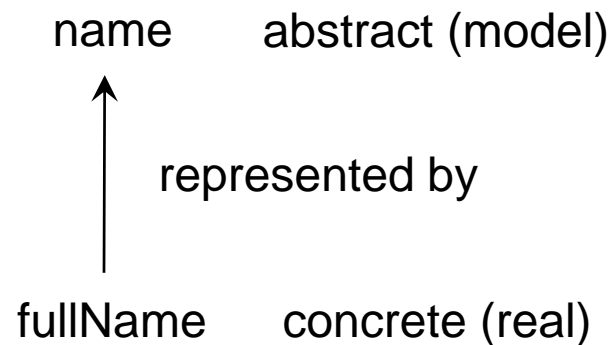 name abstract (model)
represented by
fullName concrete (real)